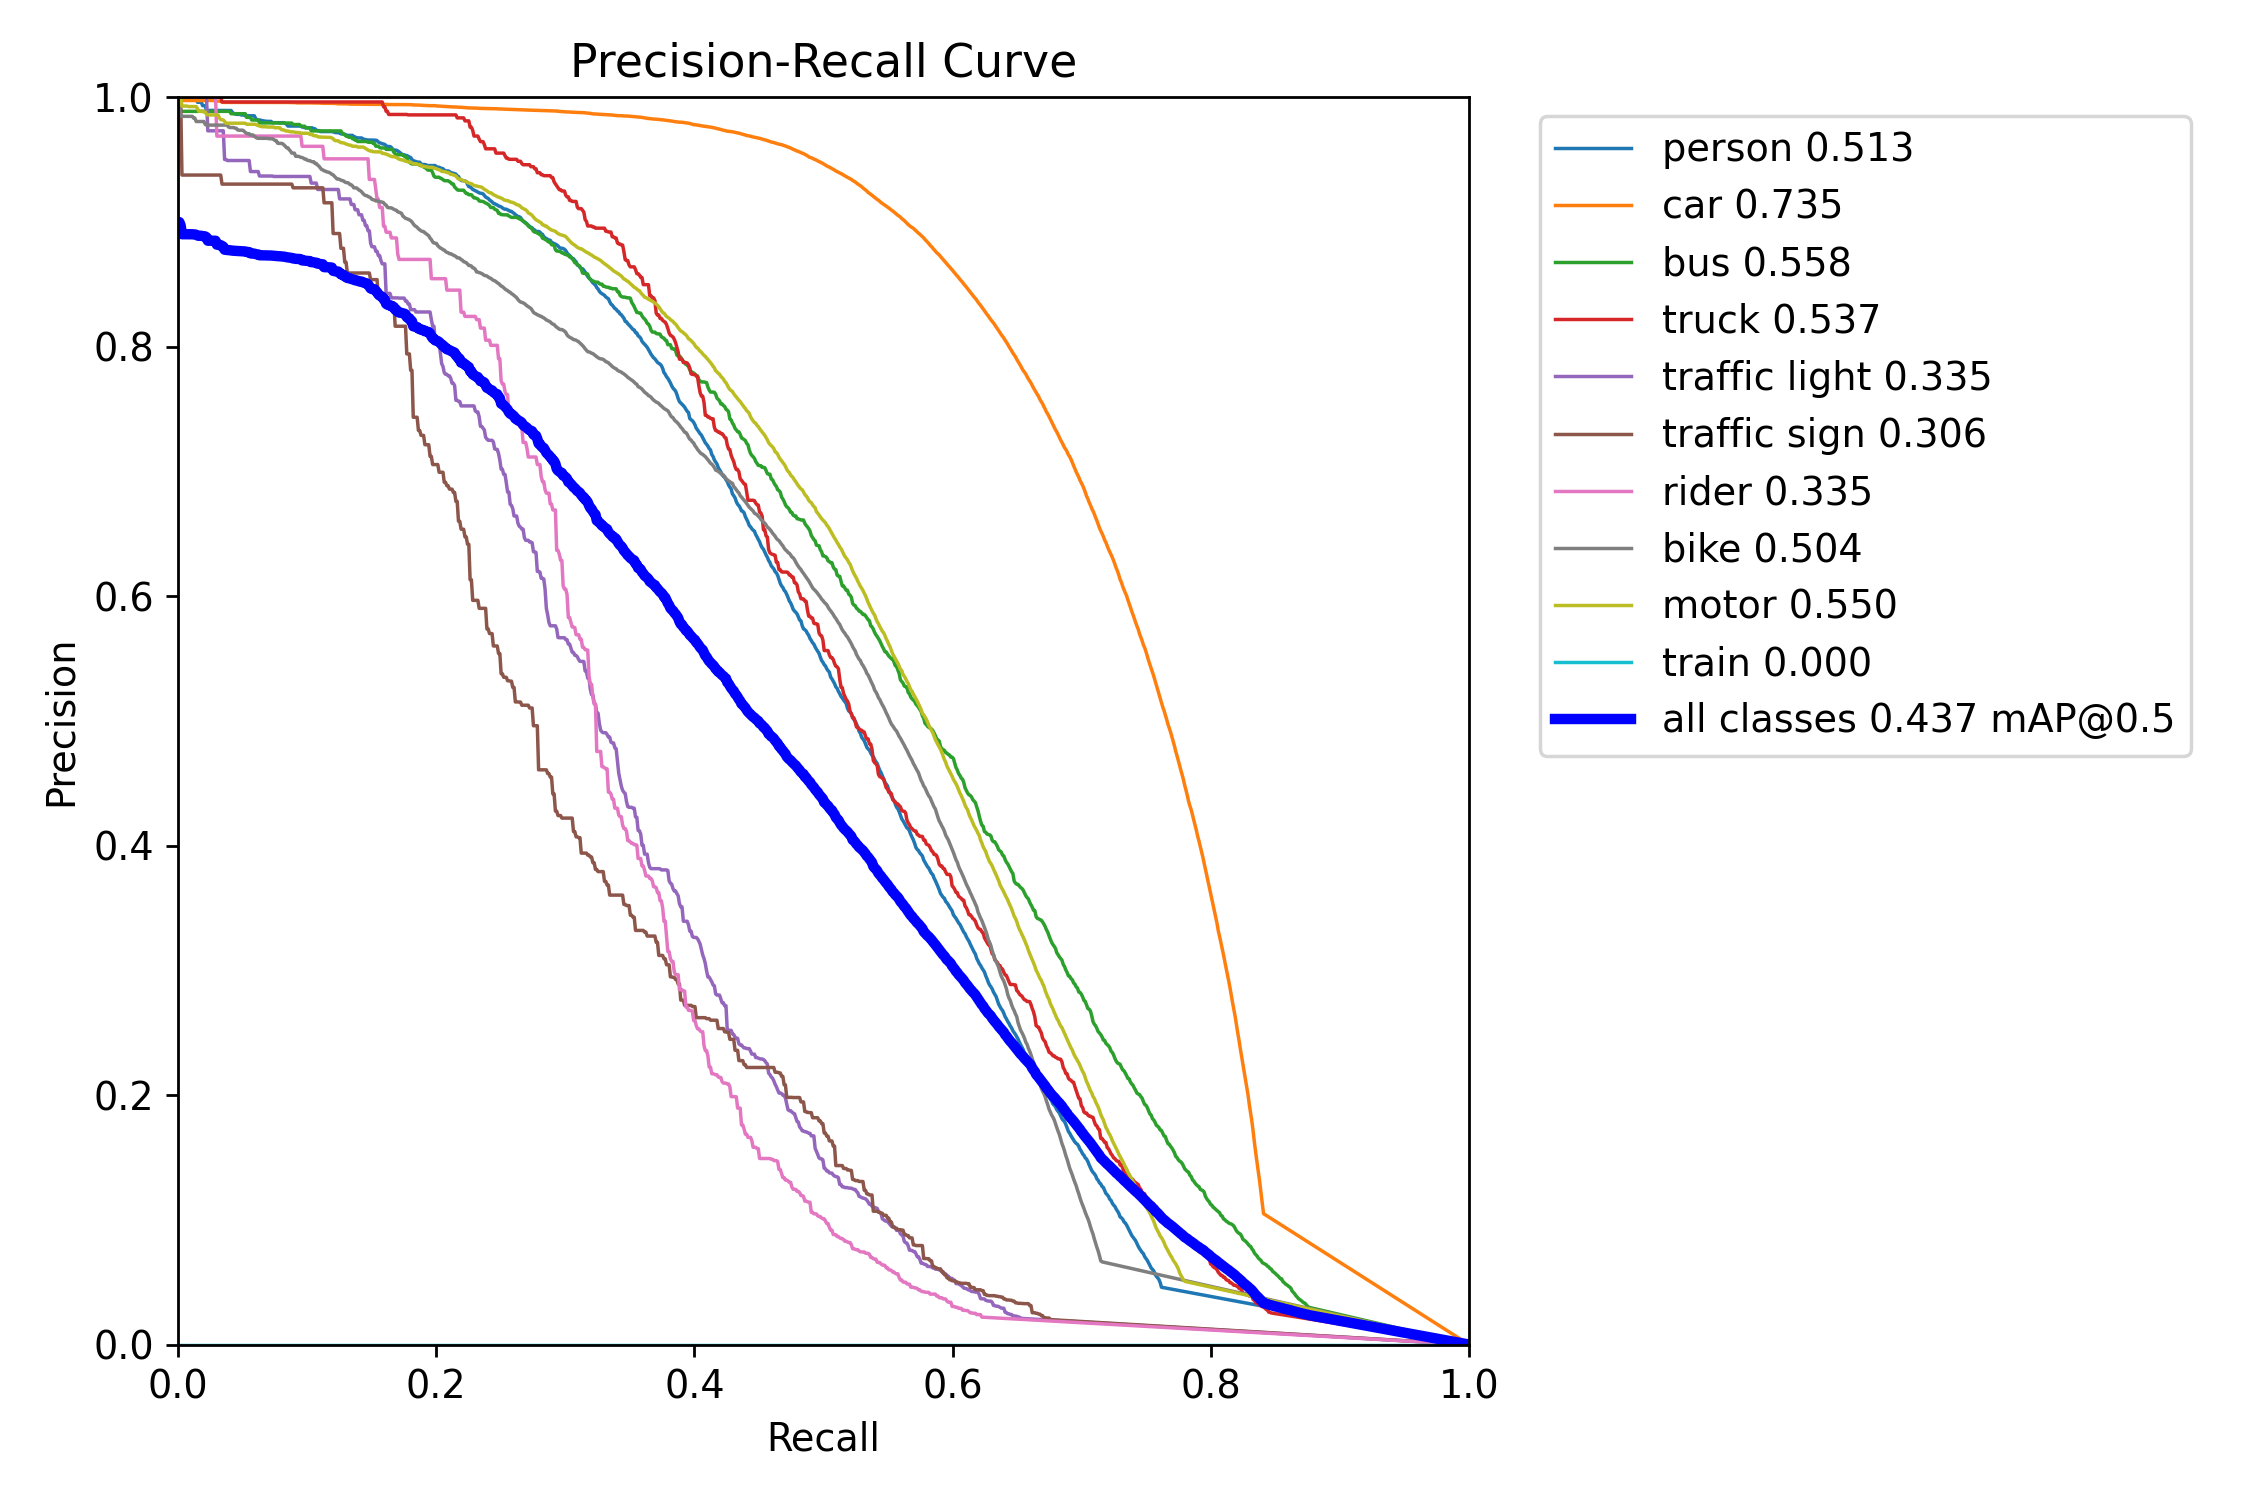 Precision-Recall Curve
1.0
0.8
0.6
0.4
0.2
0.0
Precision
0.0 0.2 0.4 0.6 0.8 1.0
Recall
person 0.513
car 0.735
bus 0.558
truck 0.537
traffic light 0.335
traffic sign 0.306
rider 0.335
bike 0.504
motor 0.550
train 0.000
all classes 0.437 mAP@0.5